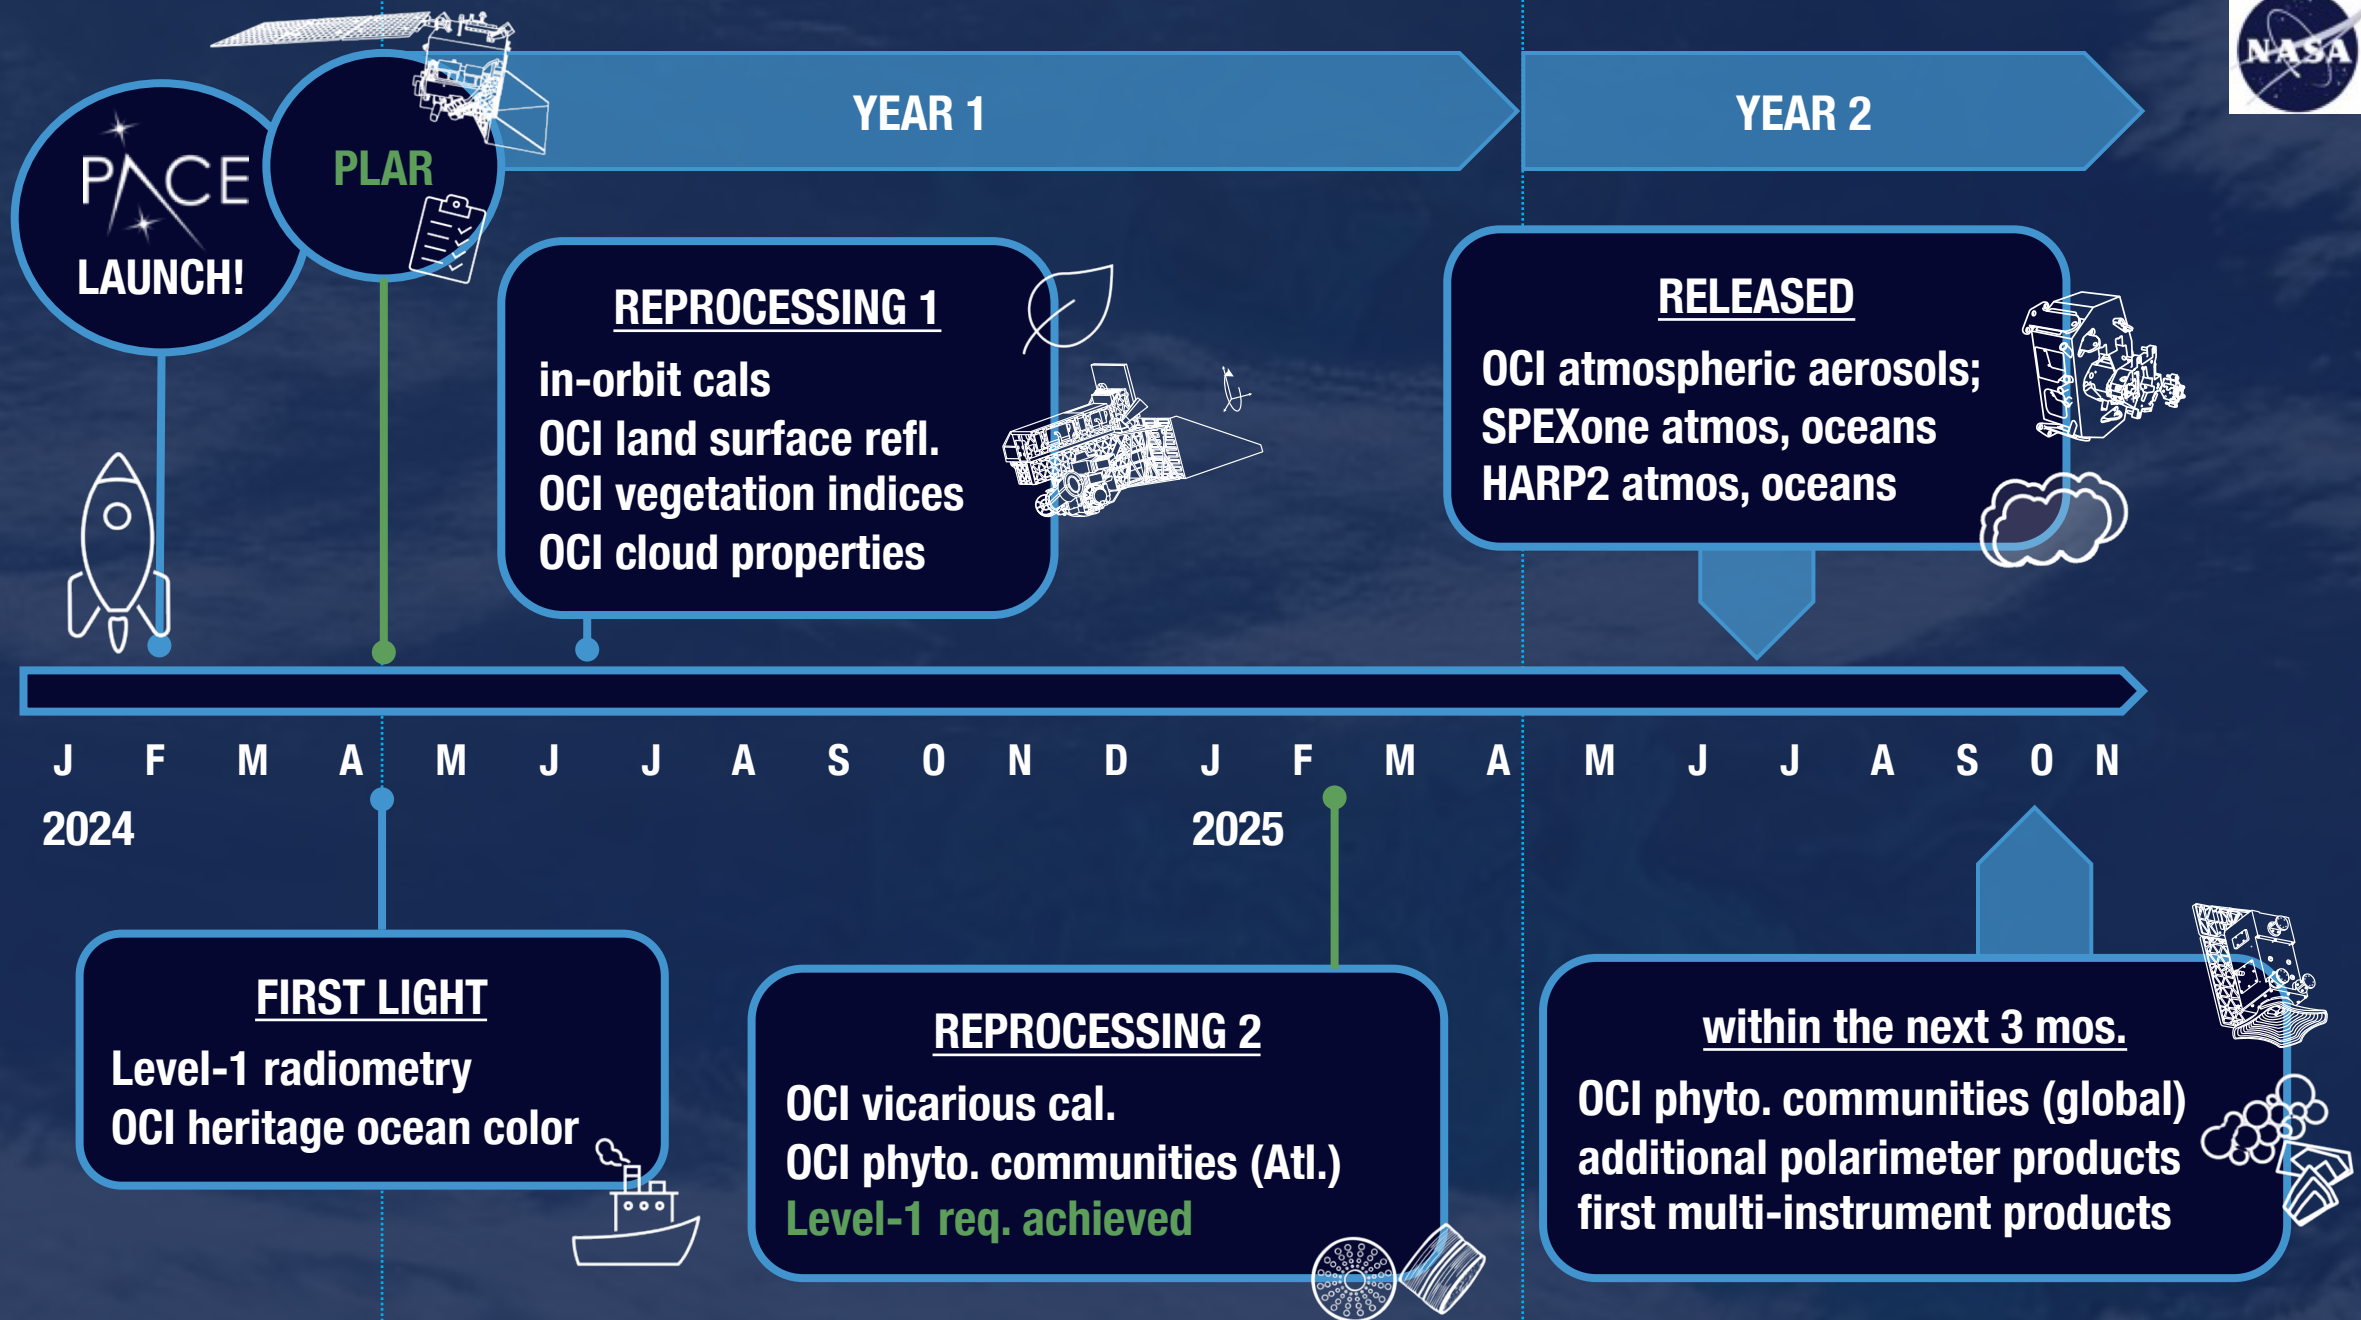 NASA
YEAR 1
YEAR 2
PACE
LAUNCH!
PLAR
REPROCESSING 1
in-orbit cals
OCI land surface refl.
OCI vegetation indices
OCI cloud properties
RELEASED
OCI atmospheric aerosols;
SPEXone atmos, oceans
HARP2 atmos, oceans
J F M A M J J A S O N D J F M A M J J A S O N
2024 2025
FIRST LIGHT
Level-1 radiometry
OCI heritage ocean color
REPROCESSING 2
OCI vicarious cal.
OCI phyto. communities (Atl.)
Level-1 req. achieved
within the next 3 mos.
OCI phyto. communities (global)
additional polarimeter products
first multi-instrument products